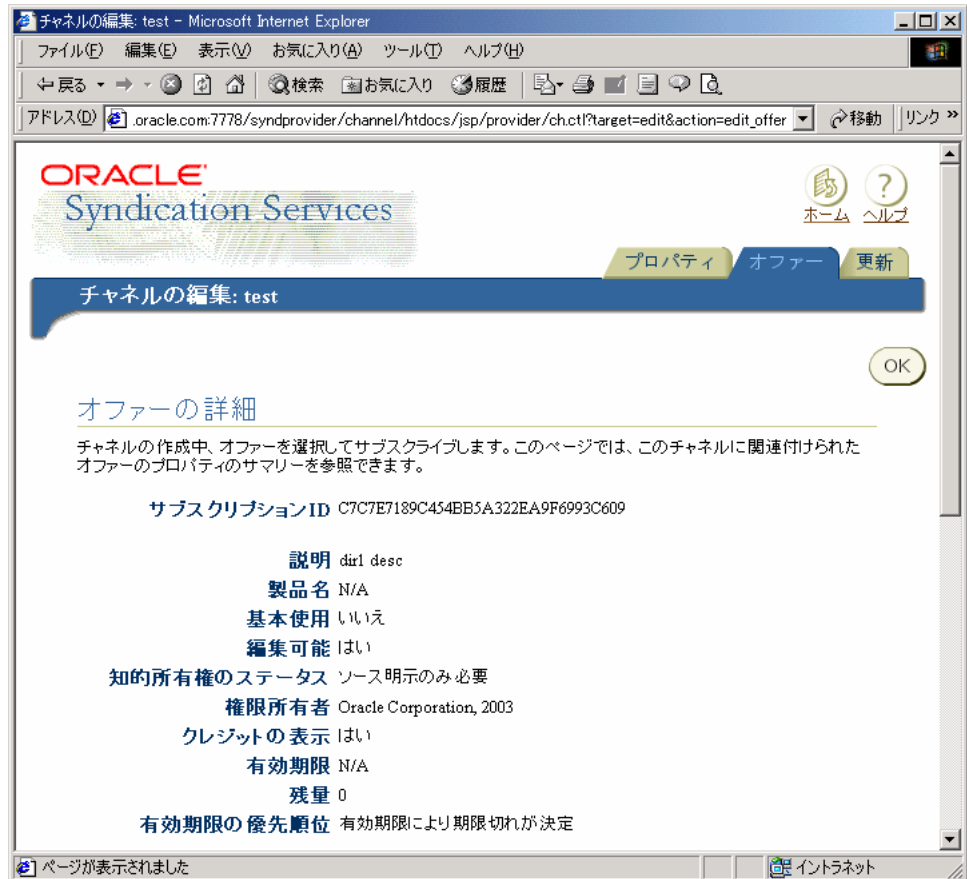 チャネルの編集: test - Microsoft Internet Explorer
ファイル(F) 編集(E) 表示(V) お気に入り(A) ツール(T) ヘルプ(H)
戻る 検索 お気に入り 履歴
アドレス(D) .oracle.com:7778/syndprovider/channel/htdocs/jsp/provider/ch.ctl?target=edit&action=edit_offer 移動 リンク »
ORACLE
Syndication Services
ホーム ヘルプ
プロパティ オファー 更新
チャネルの編集: test
OK
オファーの詳細
チャネルの作成中、オファーを選択してサブスクライブします。このページでは、このチャネルに関連付けられた
オファーのプロパティのサマリーを参照できます。
サブスクリプションID C7C7E7189C454BB5A322EA9F6993C609
説明 dir1 desc
製品名 N/A
基本使用 いいえ
編集可能 はい
知的所有権のステータス ソース明示のみ必要
権限所有者 Oracle Corporation, 2003
クレジットの表示 はい
有効期限 N/A
残量 0
有効期限の優先順位 有効期限により期限切れが決定
ページが表示されました イントラネット